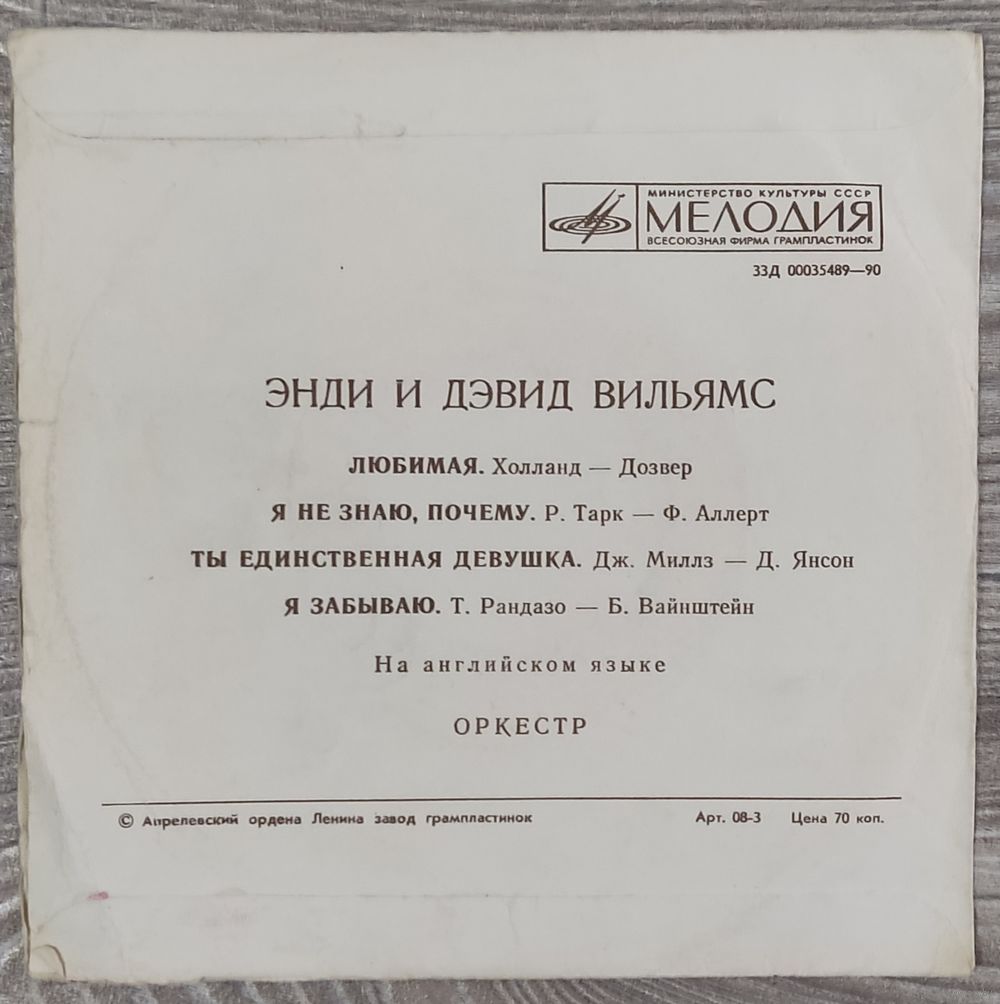 МИНИСТЕРСТВО КУЛЬТУРЫ СССР
МЕЛОДИЯ
ВСЕСОЮЗНАЯ ФИРМА ГРАМПЛАСТИНОК
33Д 00035489—90
ЭНДИ И ДЭВИД ВИЛЬЯМС
ЛЮБИМАЯ. Холланд — Дозвер
Я НЕ ЗНАЮ, ПОЧЕМУ. Р. Тарк — Ф. Аллерт
ТЫ ЕДИНСТВЕННАЯ ДЕВУШКА. Дж. Миллз — Д. Янсон
Я ЗАБЫВАЮ. Т. Рандазо — Б. Вайнштейн
На английском языке
ОРКЕСТР
© Апрелевский ордена Ленина завод грампластинок Арт. 08-3 Цена 70 коп.